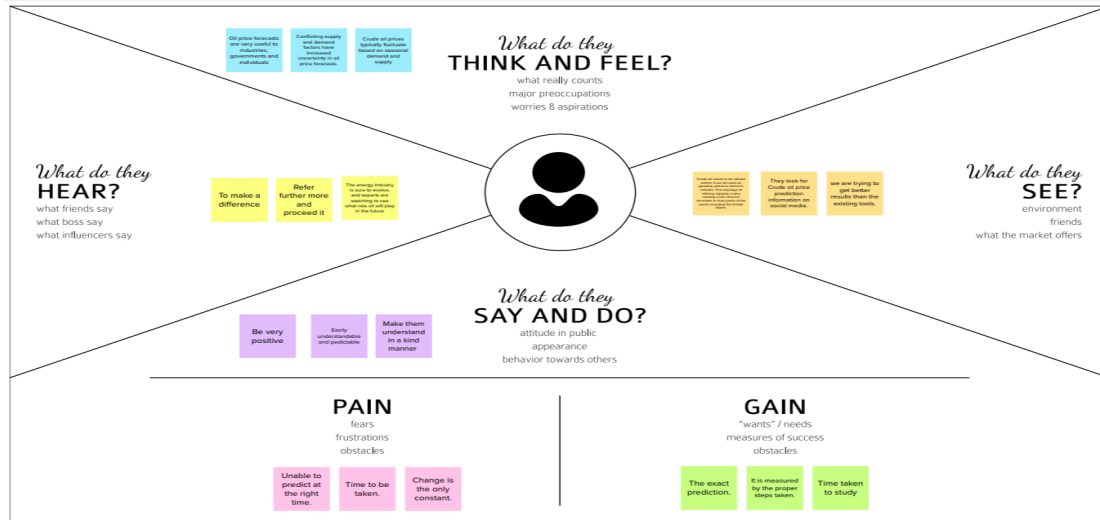 Oil price forecasts
are very useful to
industries,
governments and
individuals
Conflicting supply
and demand
factors have
increased
uncertainty in oil
price forecasts.
Crude oil prices
typically fluctuate
based on seasonal
demand and
supply
What do they
THINK AND FEEL?
what really counts
major preoccupations
worries & aspirations
What do they
HEAR?
what friends say
what boss say
what influencers say
To make a
difference
Refer
further more
and proceed it
The energy industry
is sure to evolve,
and experts are
watching to see
what role oil will play
in the future
They look for
Crude oil price
prediction
information on
social media.
we are trying to
get better
results than the
existing tools.
What do they
SEE?
environment
friends
what the market offers
What do they
SAY AND DO?
attitude in public
appearance
behavior towards others
Be very
positive
Easily
understandable
and pedictable
Make them
understand
in a kind
manner
PAIN
fears
frustrations
obstacles
Unable to
predict at
the right
time.
Time to be
taken.
Change is
the only
constant.
GAIN
"wants" / needs
measures of success
obstacles
The exact
prediction.
It is measured
by the proper
steps taken.
Time taken
to study